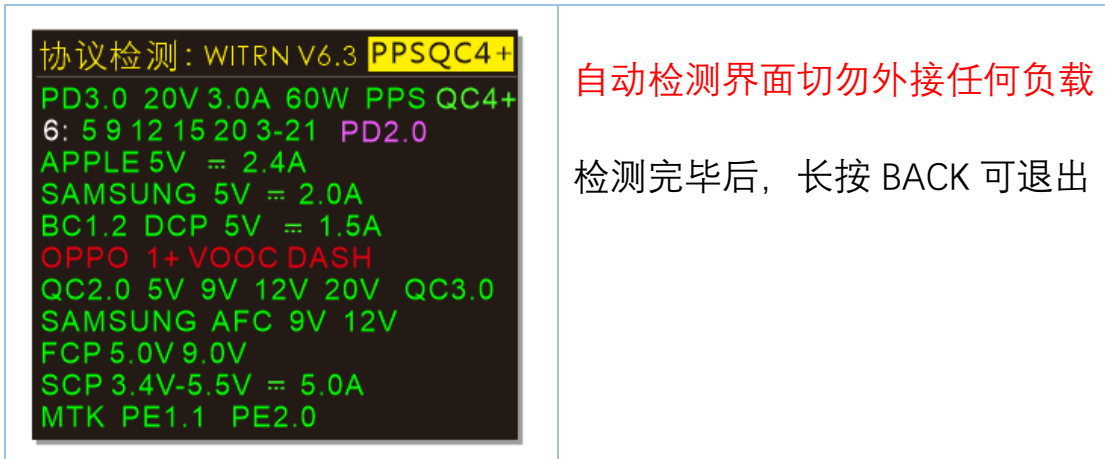 协议检测: WITRN V6.3 PPSQC4+
PD3.0 20V 3.0A 60W PPS QC4+
6: 5 9 12 15 20 3-21 PD2.0
APPLE 5V ⎓ 2.4A
SAMSUNG 5V ⎓ 2.0A
BC1.2 DCP 5V ⎓ 1.5A
OPPO 1+ VOOC DASH
QC2.0 5V 9V 12V 20V QC3.0
SAMSUNG AFC 9V 12V
FCP 5.0V 9.0V
SCP 3.4V-5.5V ⎓ 5.0A
MTK PE1.1 PE2.0
自动检测界面切勿外接任何负载
检测完毕后，长按 BACK 可退出